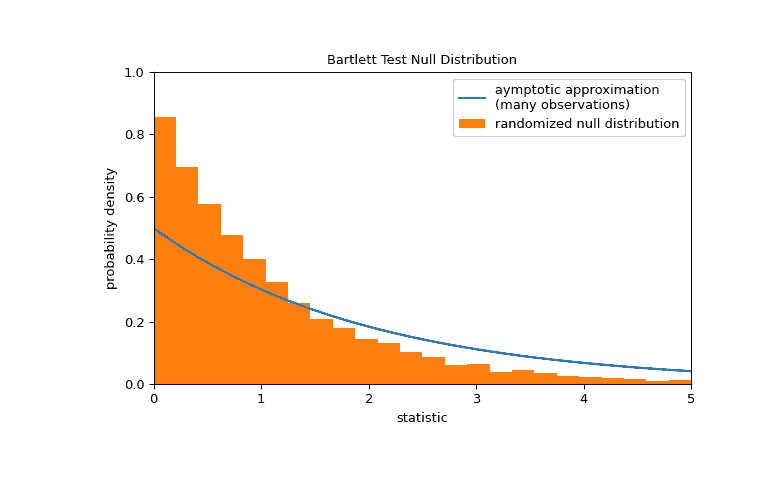 Bartlett Test Null Distribution
aymptotic approximation
(many observations)
randomized null distribution
probability density
1.0
0.8
0.6
0.4
0.2
0.0
0 1 2 3 4 5
statistic